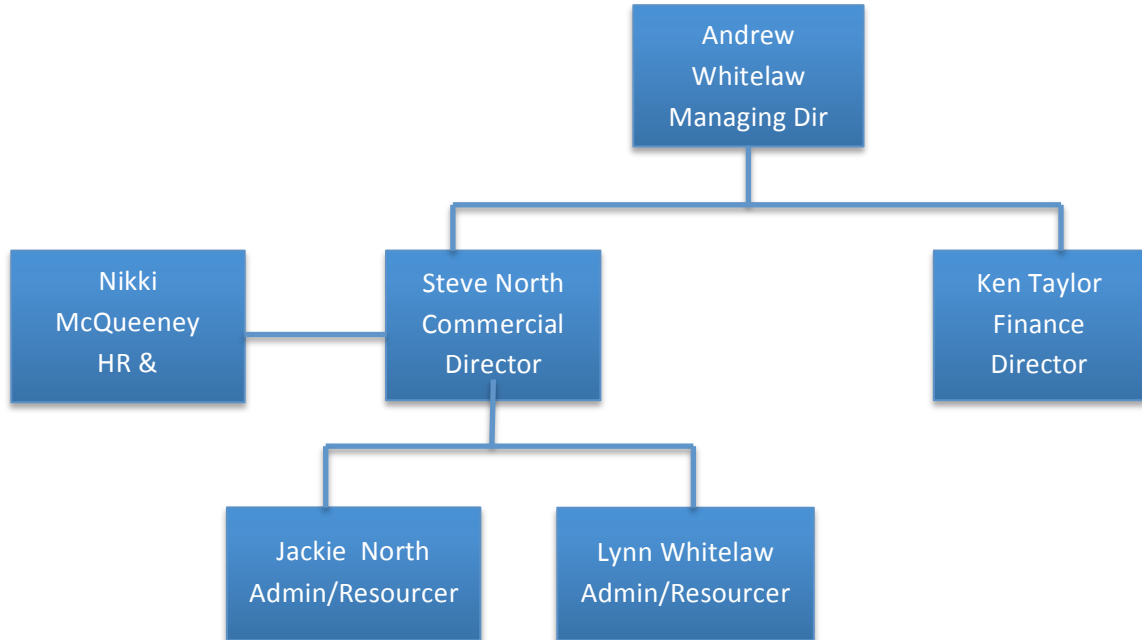 Andrew
Whitelaw
Managing Dir
Nikki
McQueeney
HR &
Steve North
Commercial
Director
Ken Taylor
Finance
Director
Jackie  North
Admin/Resourcer
Lynn Whitelaw
Admin/Resourcer